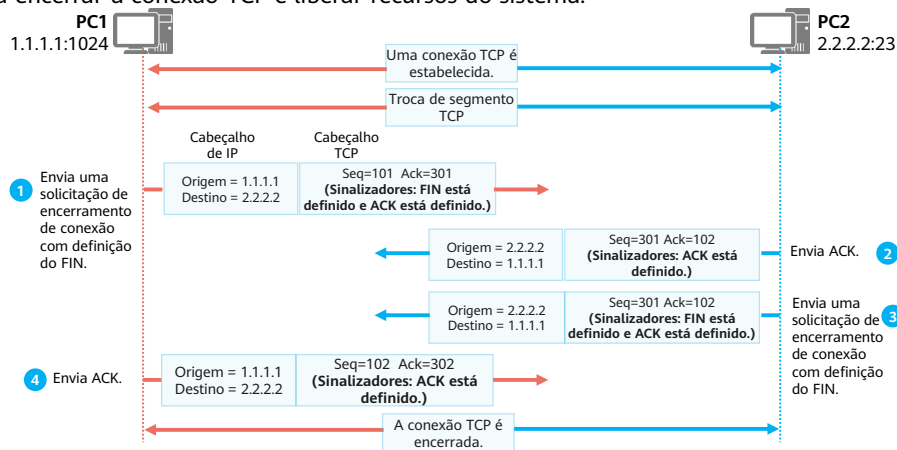 a encerrar a conexão TCP e liberar recursos do sistema.
PC1
1.1.1.1:1024
PC2
2.2.2.2:23
Uma conexão TCP é
estabelecida.
Troca de segmento
TCP
Cabeçalho
de IP
Cabeçalho
TCP
1
Envia uma
solicitação de
encerramento
de conexão
com definição
do FIN.
Origem = 1.1.1.1
Destino = 2.2.2.2
Seq=101 Ack=301
(Sinalizadores: FIN está
definido e ACK está definido.)
Origem = 2.2.2.2
Destino = 1.1.1.1
Seq=301 Ack=102
(Sinalizadores: ACK está
definido.)
Envia ACK.
2
Origem = 2.2.2.2
Destino = 1.1.1.1
Seq=301 Ack=102
(Sinalizadores: FIN está
definido e ACK está definido.)
Envia uma
solicitação de
encerramento
de conexão
com definição
do FIN.
3
4
Envia ACK.
Origem = 1.1.1.1
Destino = 2.2.2.2
Seq=102 Ack=302
(Sinalizadores: ACK está
definido.)
A conexão TCP é
encerrada.